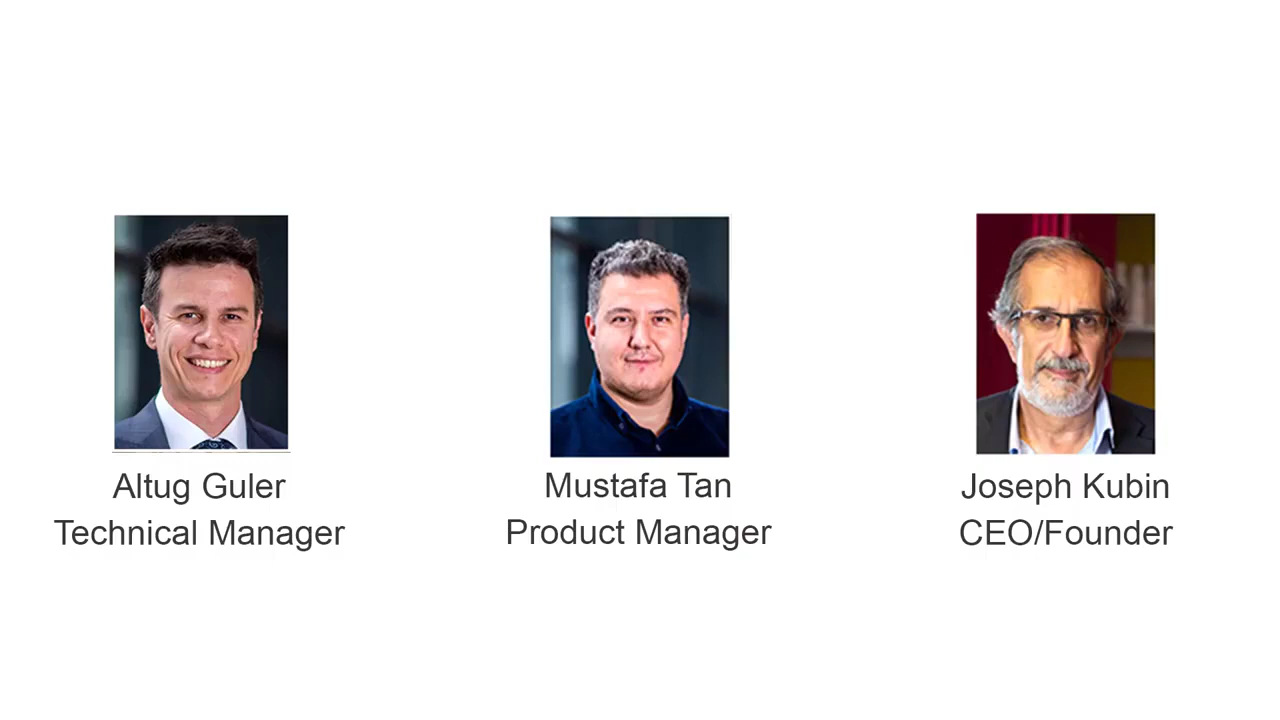 Altug Guler
Technical Manager
Mustafa Tan
Product Manager
Joseph Kubin
CEO/Founder